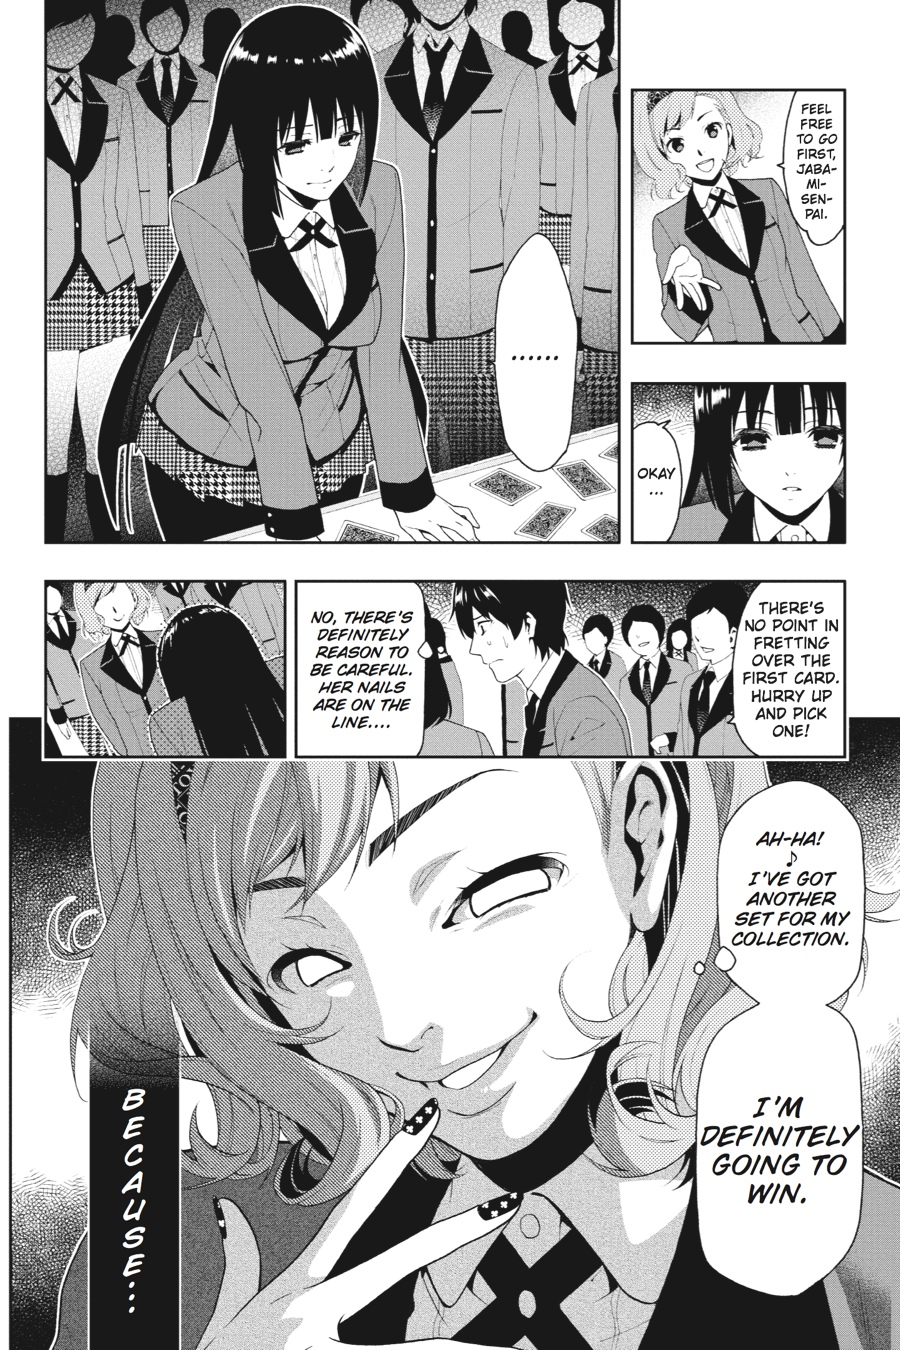 FEEL
FREE
TO GO
FIRST,
JABA-
MI-
SEN-
PAI.
OKAY
...
......
THERE'S
NO POINT IN
FRETTING
OVER THE
FIRST CARD.
HURRY UP
AND PICK
ONE!
NO, THERE'S
DEFINITELY
REASON TO
BE CAREFUL.
HER NAILS
ARE ON THE
LINE....
AH-HA!
♪
I'VE GOT
ANOTHER
SET FOR MY
COLLECTION.
I'M
DEFINITELY
GOING TO
WIN.
BECAUSE...